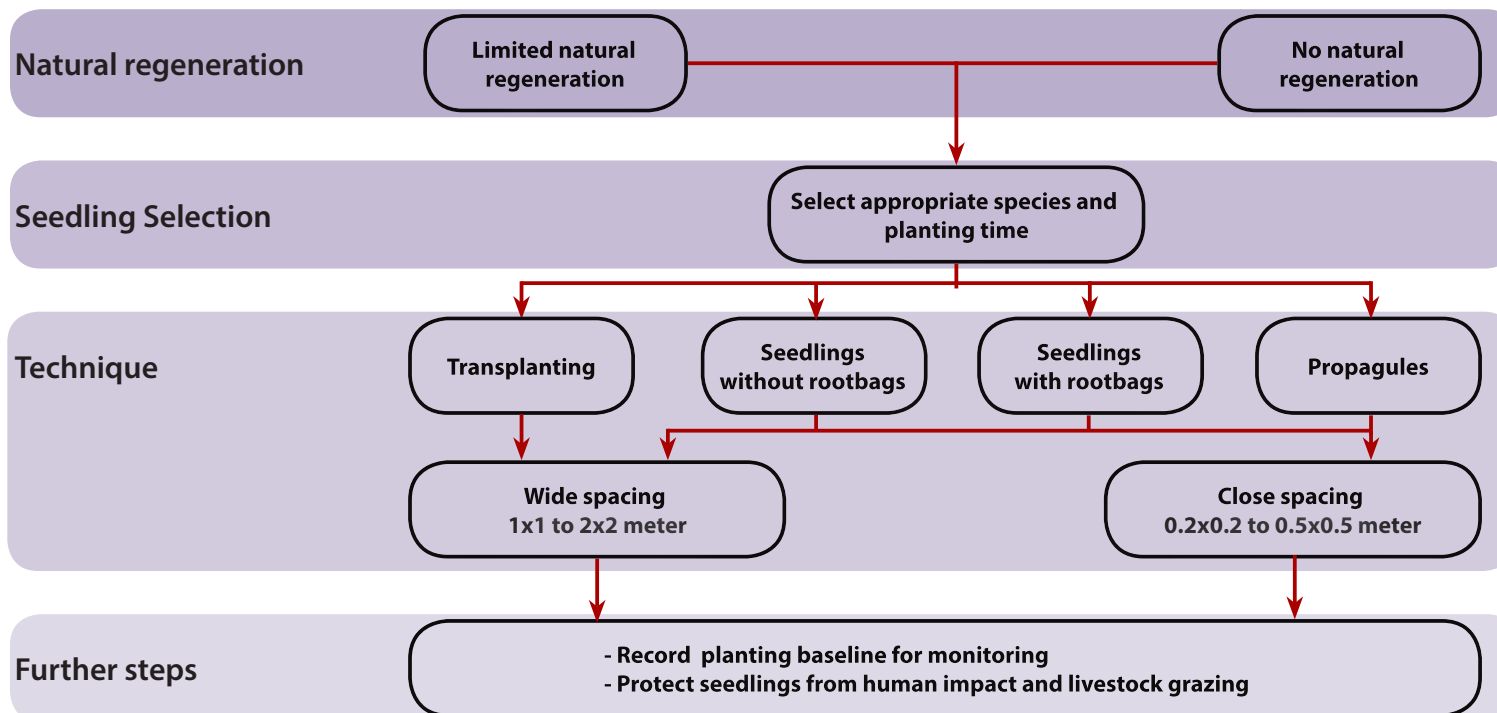 Natural regeneration
Limited natural
regeneration
No natural
regeneration
Seedling Selection
Select appropriate species and
planting time
Technique
Transplanting
Seedlings
without rootbags
Seedlings
with rootbags
Propagules
Wide spacing
1x1 to 2x2 meter
Close spacing
0.2x0.2 to 0.5x0.5 meter
Further steps
- Record planting baseline for monitoring
- Protect seedlings from human impact and livestock grazing